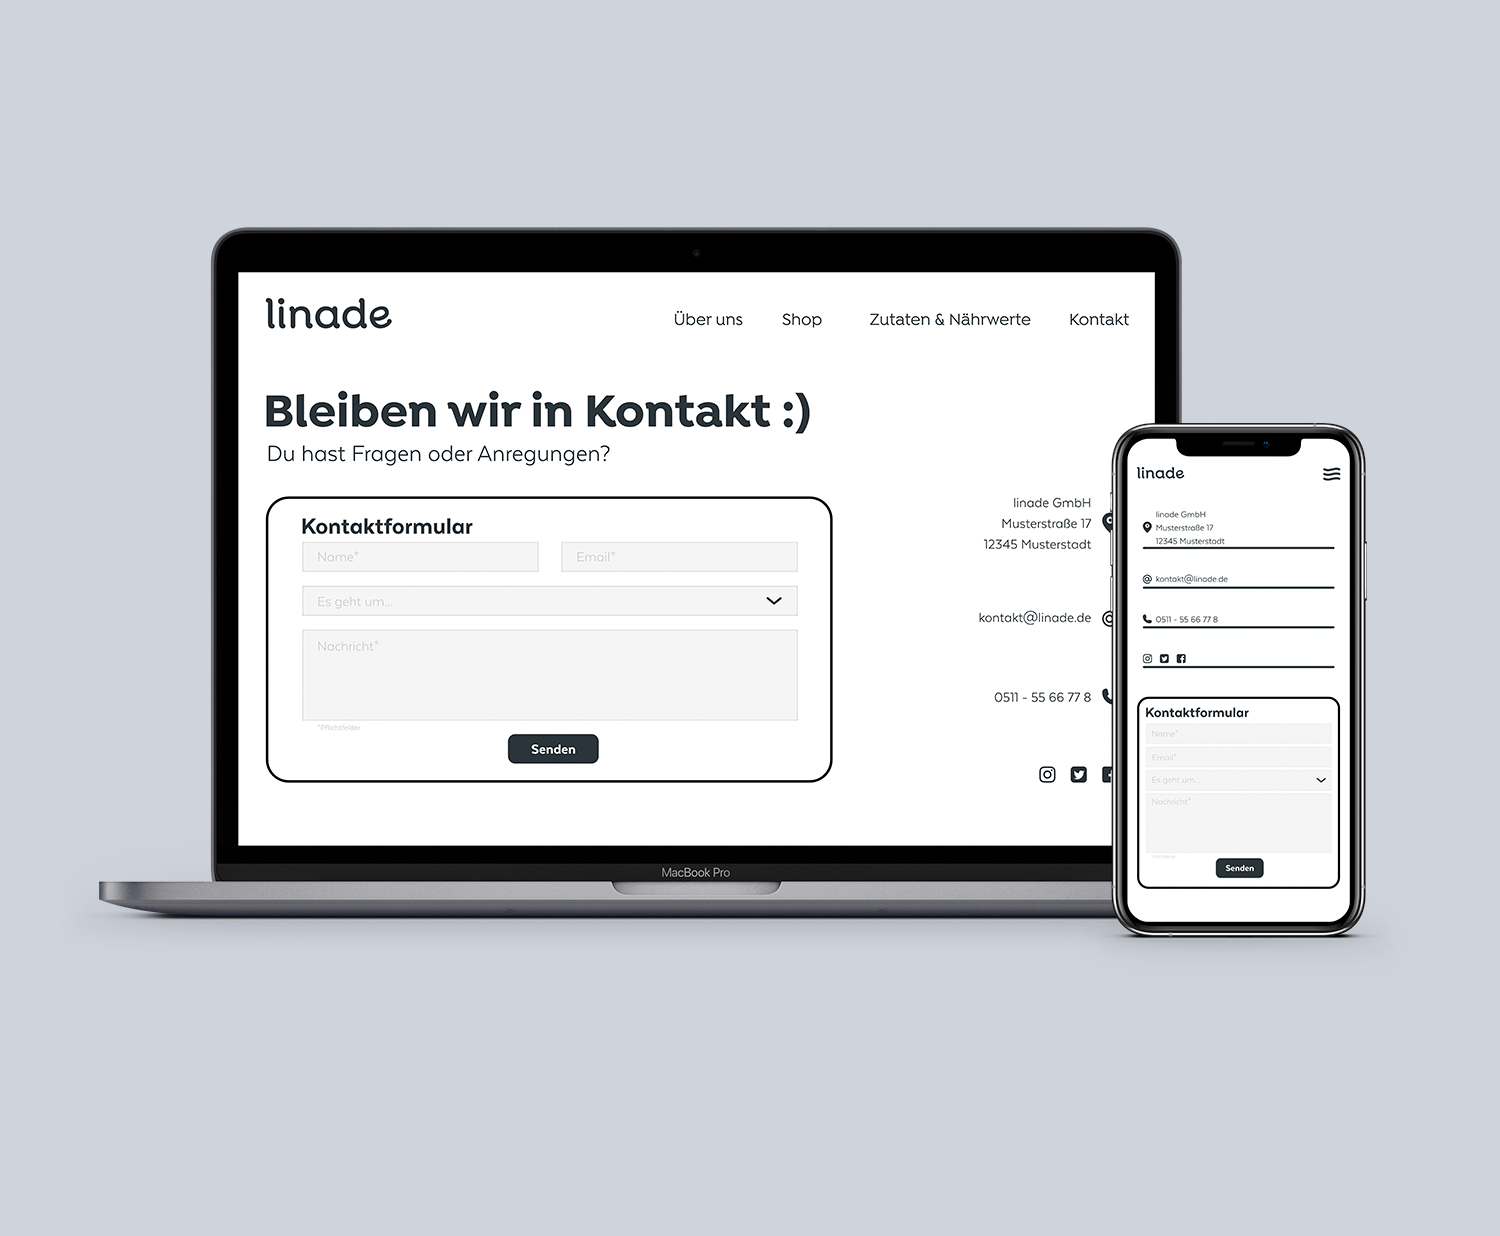 linade
Über uns Shop Zutaten & Nährwerte Kontakt
Bleiben wir in Kontakt :)
Du hast Fragen oder Anregungen?
Kontaktformular
Name* Email*
Es geht um...
Nachricht*
*Pflichtfelder
Senden
linade GmbH
Musterstraße 17
12345 Musterstadt
kontakt@linade.de
0511 - 55 66 77 8
MacBook Pro
linade
linade GmbH
Musterstraße 17
12345 Musterstadt
kontakt@linade.de
0511 - 55 66 77 8
Kontaktformular
Name*
Email*
Es geht um...
Nachricht*
Senden